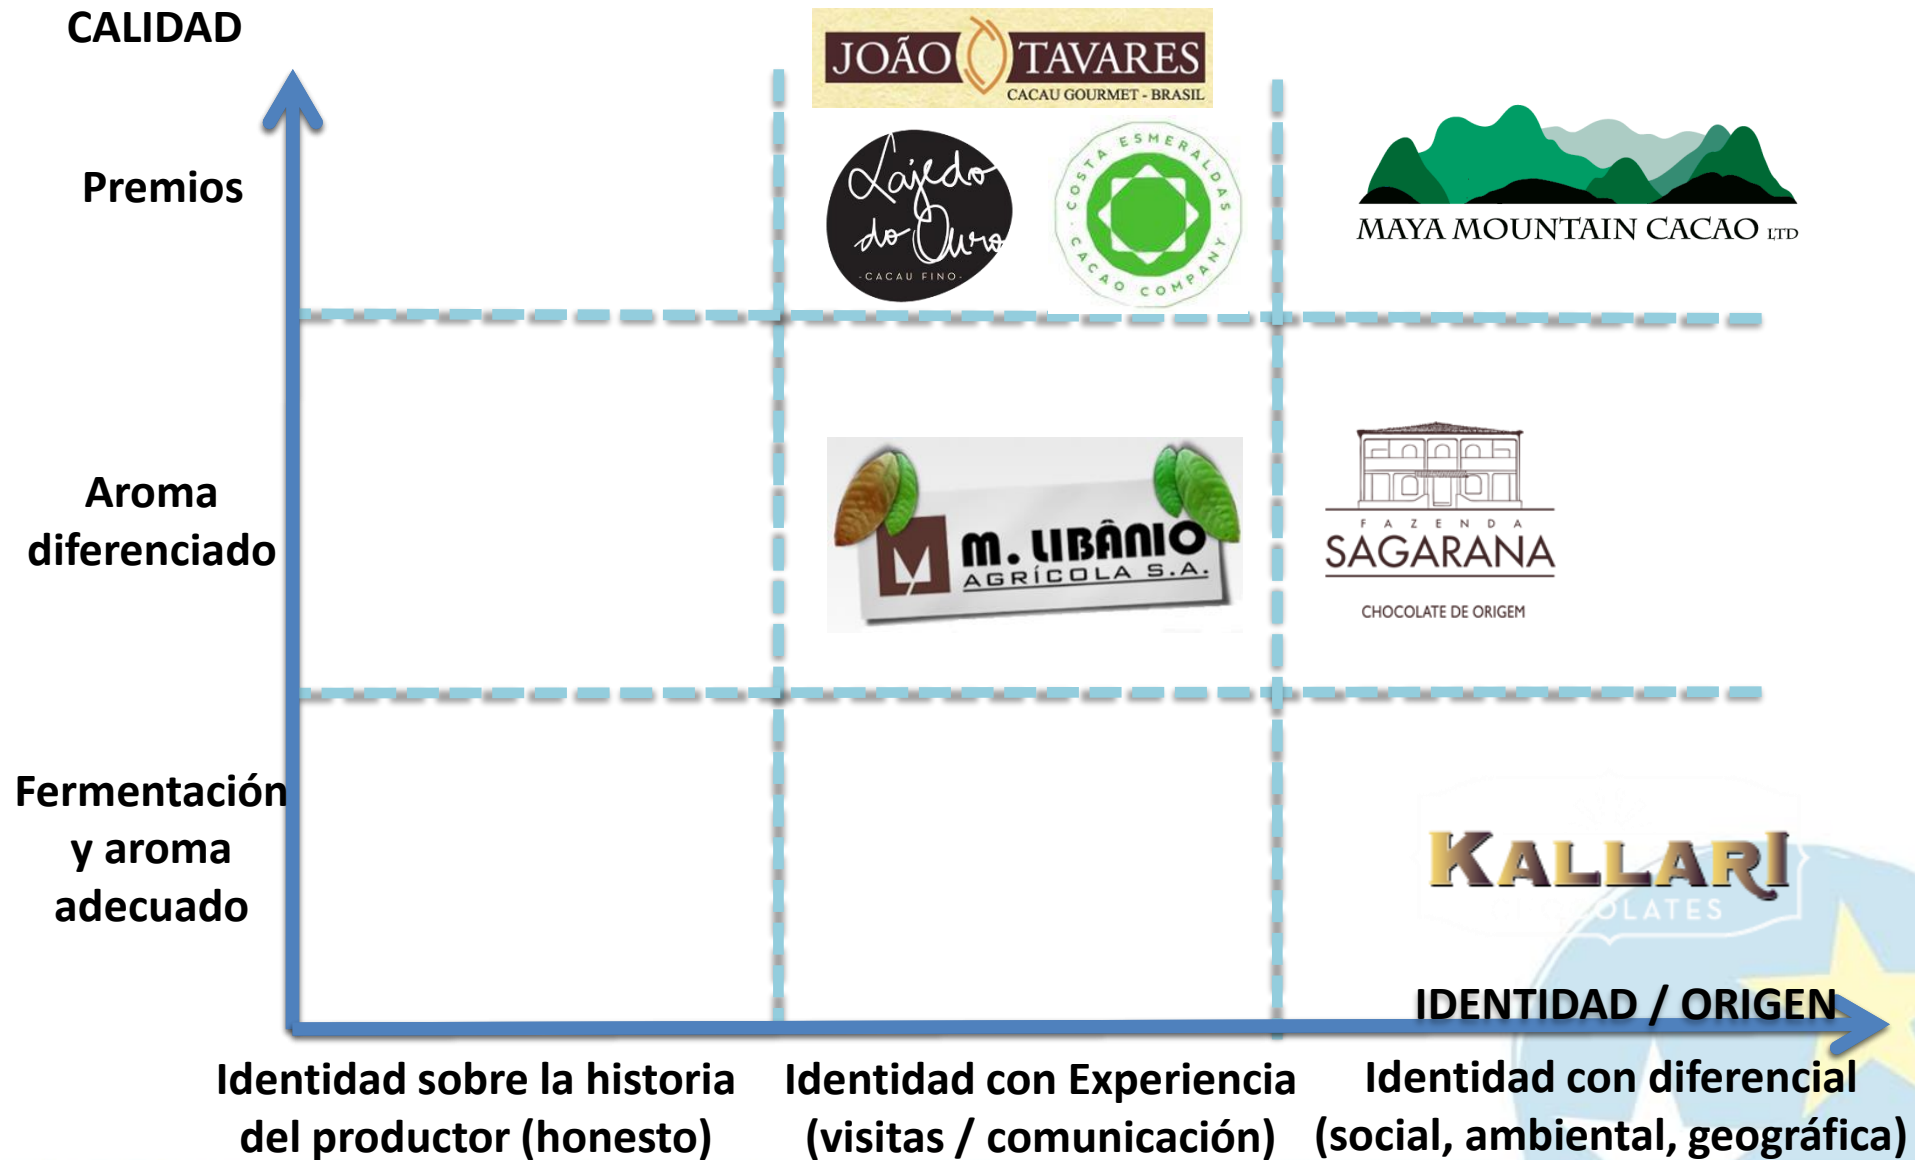 CALIDAD
JOÃO TAVARES
CACAU GOURMET - BRASIL
Premios
Lajedo
do Ouro
- CACAU FINO -
COSTA ESMERALDAS
· CACAO COMPANY ·
MAYA MOUNTAIN CACAO LTD
Aroma
diferenciado
M. LIBÂNIO
AGRÍCOLA S.A.
FAZENDA
SAGARANA
CHOCOLATE DE ORIGEM
Fermentación
y aroma
adecuado
KALLARI
CHOCOLATES
IDENTIDAD / ORIGEN
Identidad sobre la historia
del productor (honesto)
Identidad con Experiencia
(visitas / comunicación)
Identidad con diferencial
(social, ambiental, geográfica)